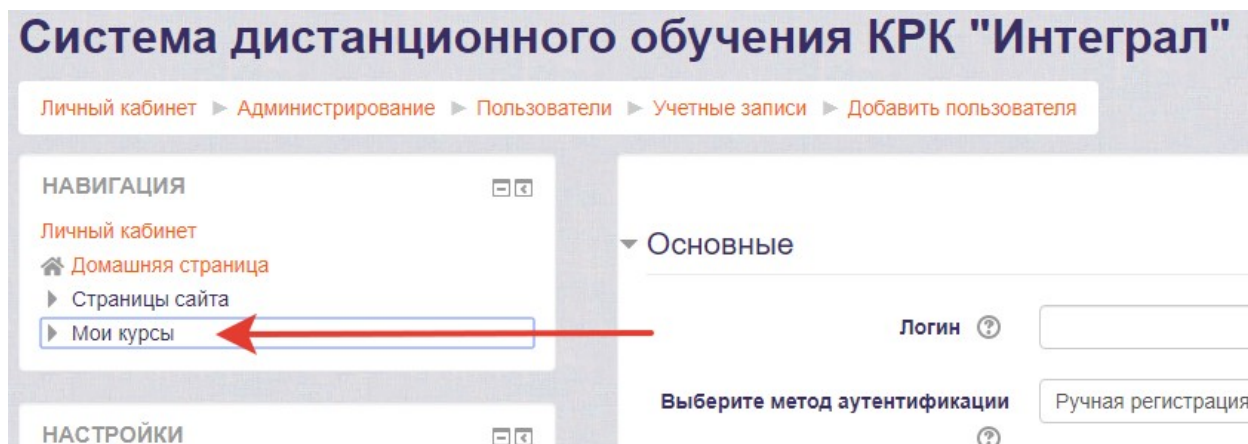 Система дистанционного обучения КРК "Интеграл"
Личный кабинет ► Администрирование ► Пользователи ► Учетные записи ► Добавить пользователя
НАВИГАЦИЯ
Личный кабинет
Домашняя страница
Страницы сайта
Мои курсы
НАСТРОЙКИ
Основные
Логин
Выберите метод аутентификации
Ручная регистрация